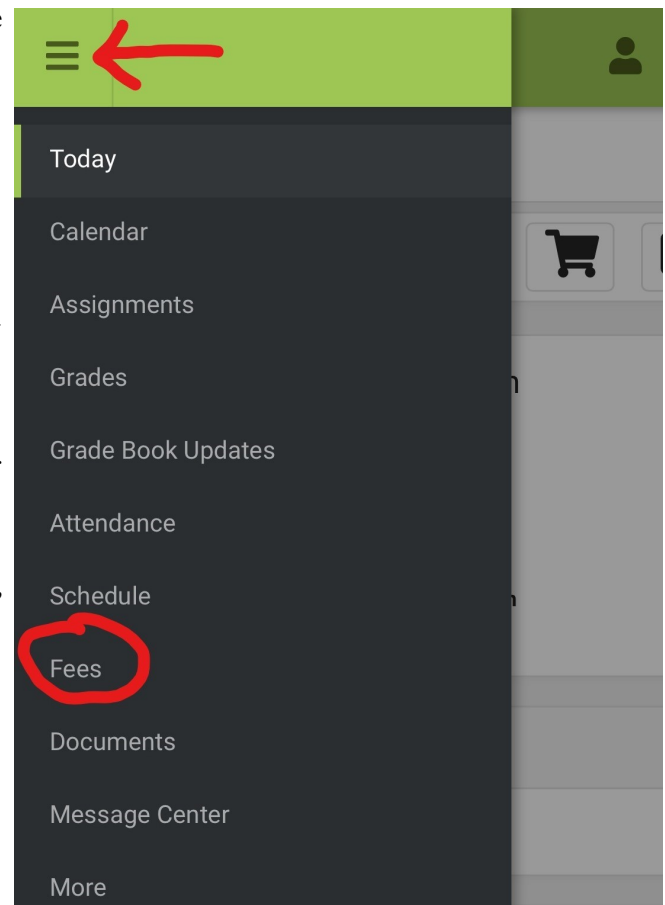 Today
Calendar
Assignments
Grades
Grade Book Updates
Attendance
Schedule
Fees
Documents
Message Center
More